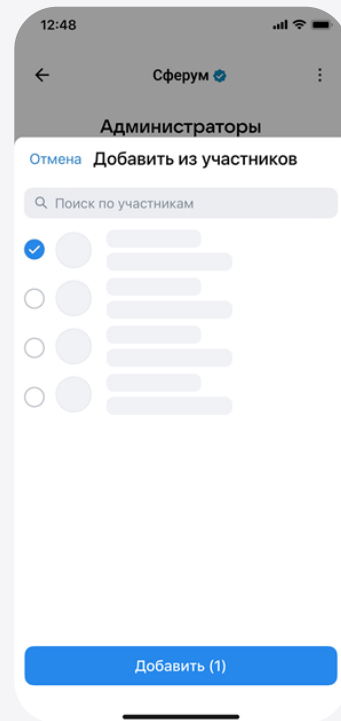 12:48
Сферум
Администраторы
Отмена Добавить из участников
Поиск по участникам
Добавить (1)